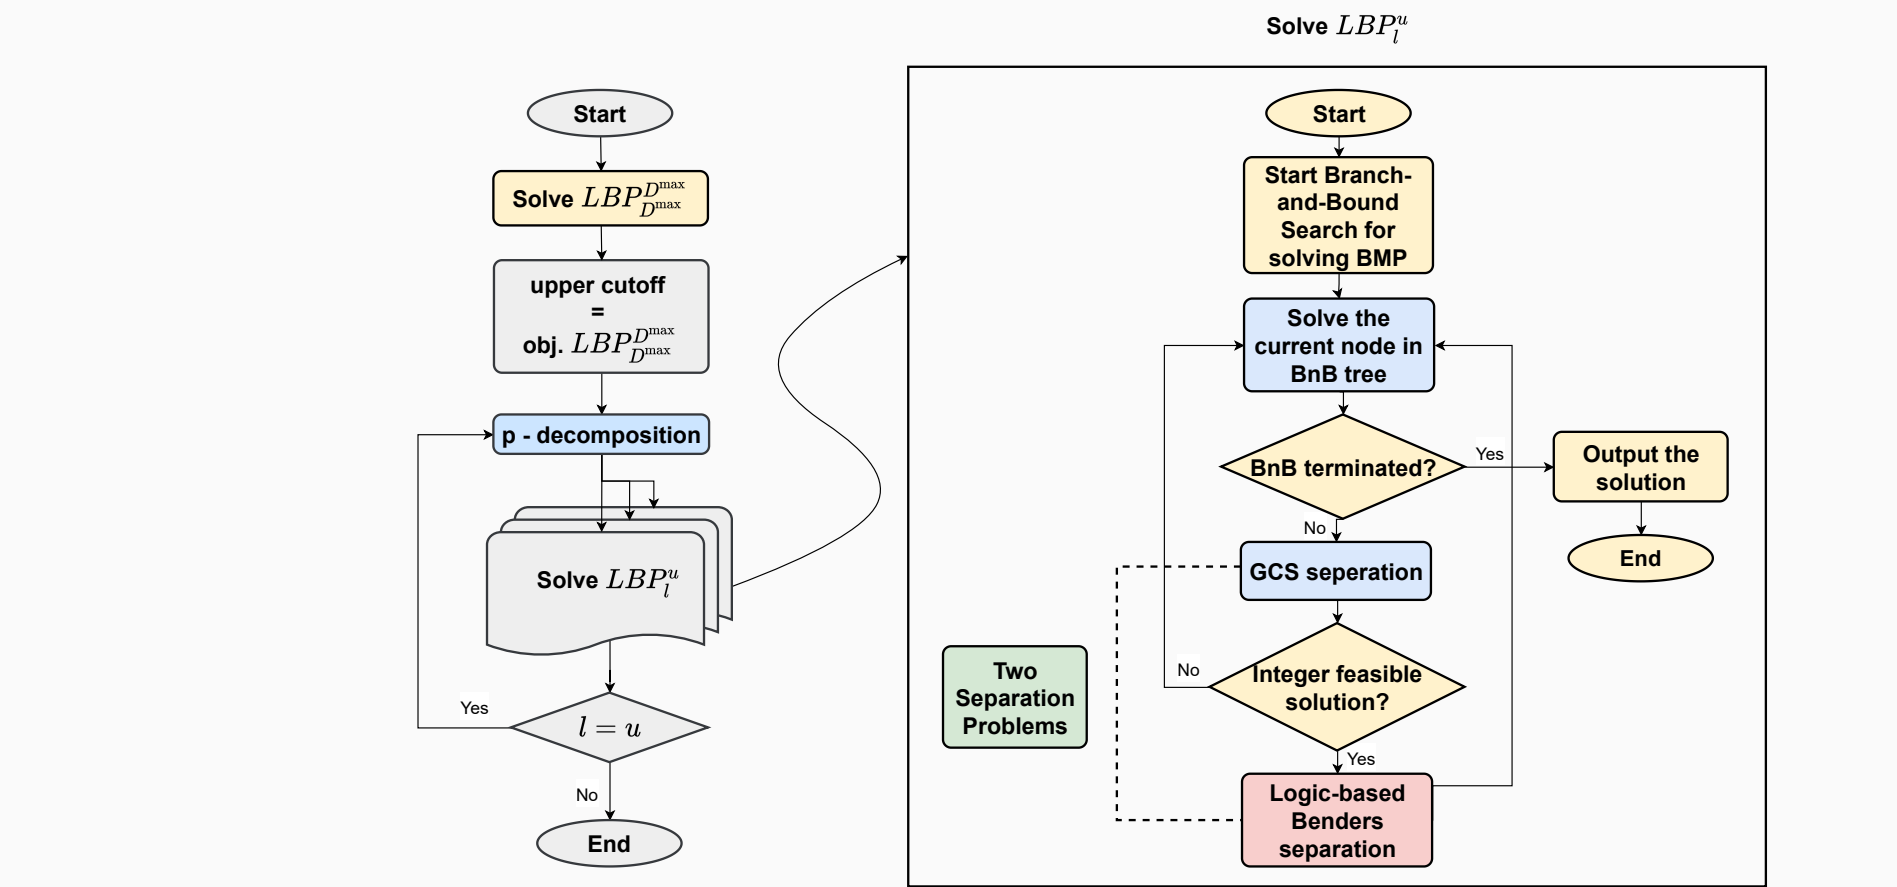 Solve $LBP_l^u$
Start
Solve $LBP_{D^{\max}}^{D^{\max}}$
upper cutoff
=
obj. $LBP_{D^{\max}}^{D^{\max}}$
p - decomposition
Solve $LBP_l^u$
Yes
$l = u$
No
End
Start
Start Branch-
and-Bound
Search for
solving BMP
Solve the
current node in
BnB tree
BnB terminated?
Yes
Output the
solution
End
No
GCS seperation
Two
Separation
Problems
No
Integer feasible
solution?
Yes
Logic-based
Benders
separation